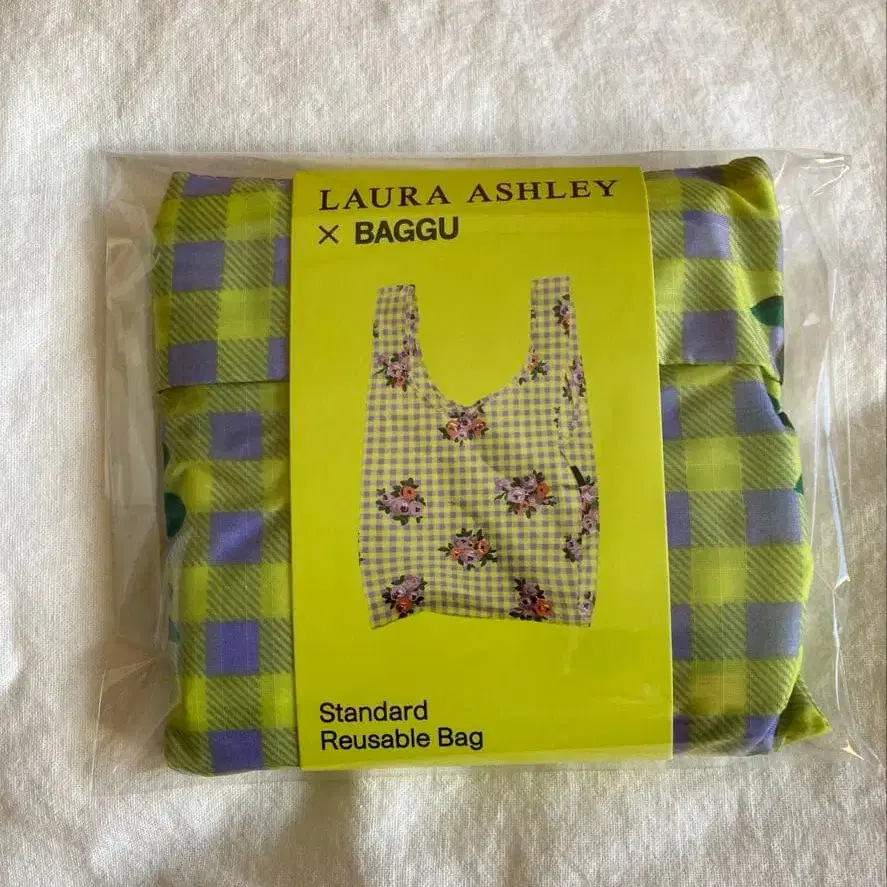 LAURA ASHLEY
× BAGGU
Standard
Reusable Bag